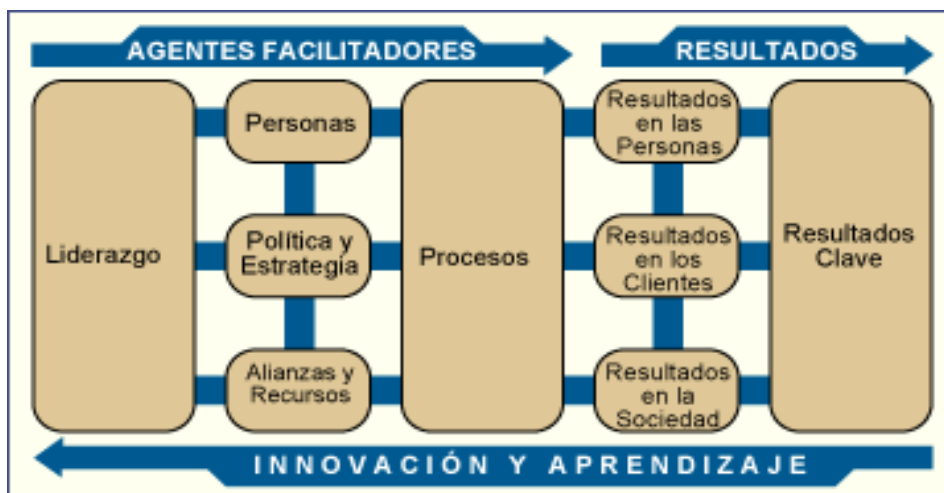 AGENTES FACILITADORES
RESULTADOS
Liderazgo
Personas
Política y
Estrategia
Alianzas y
Recursos
Procesos
Resultados
en las
Personas
Resultados
en los
Clientes
Resultados
en la
Sociedad
Resultados
Clave
INNOVACIÓN Y APRENDIZAJE